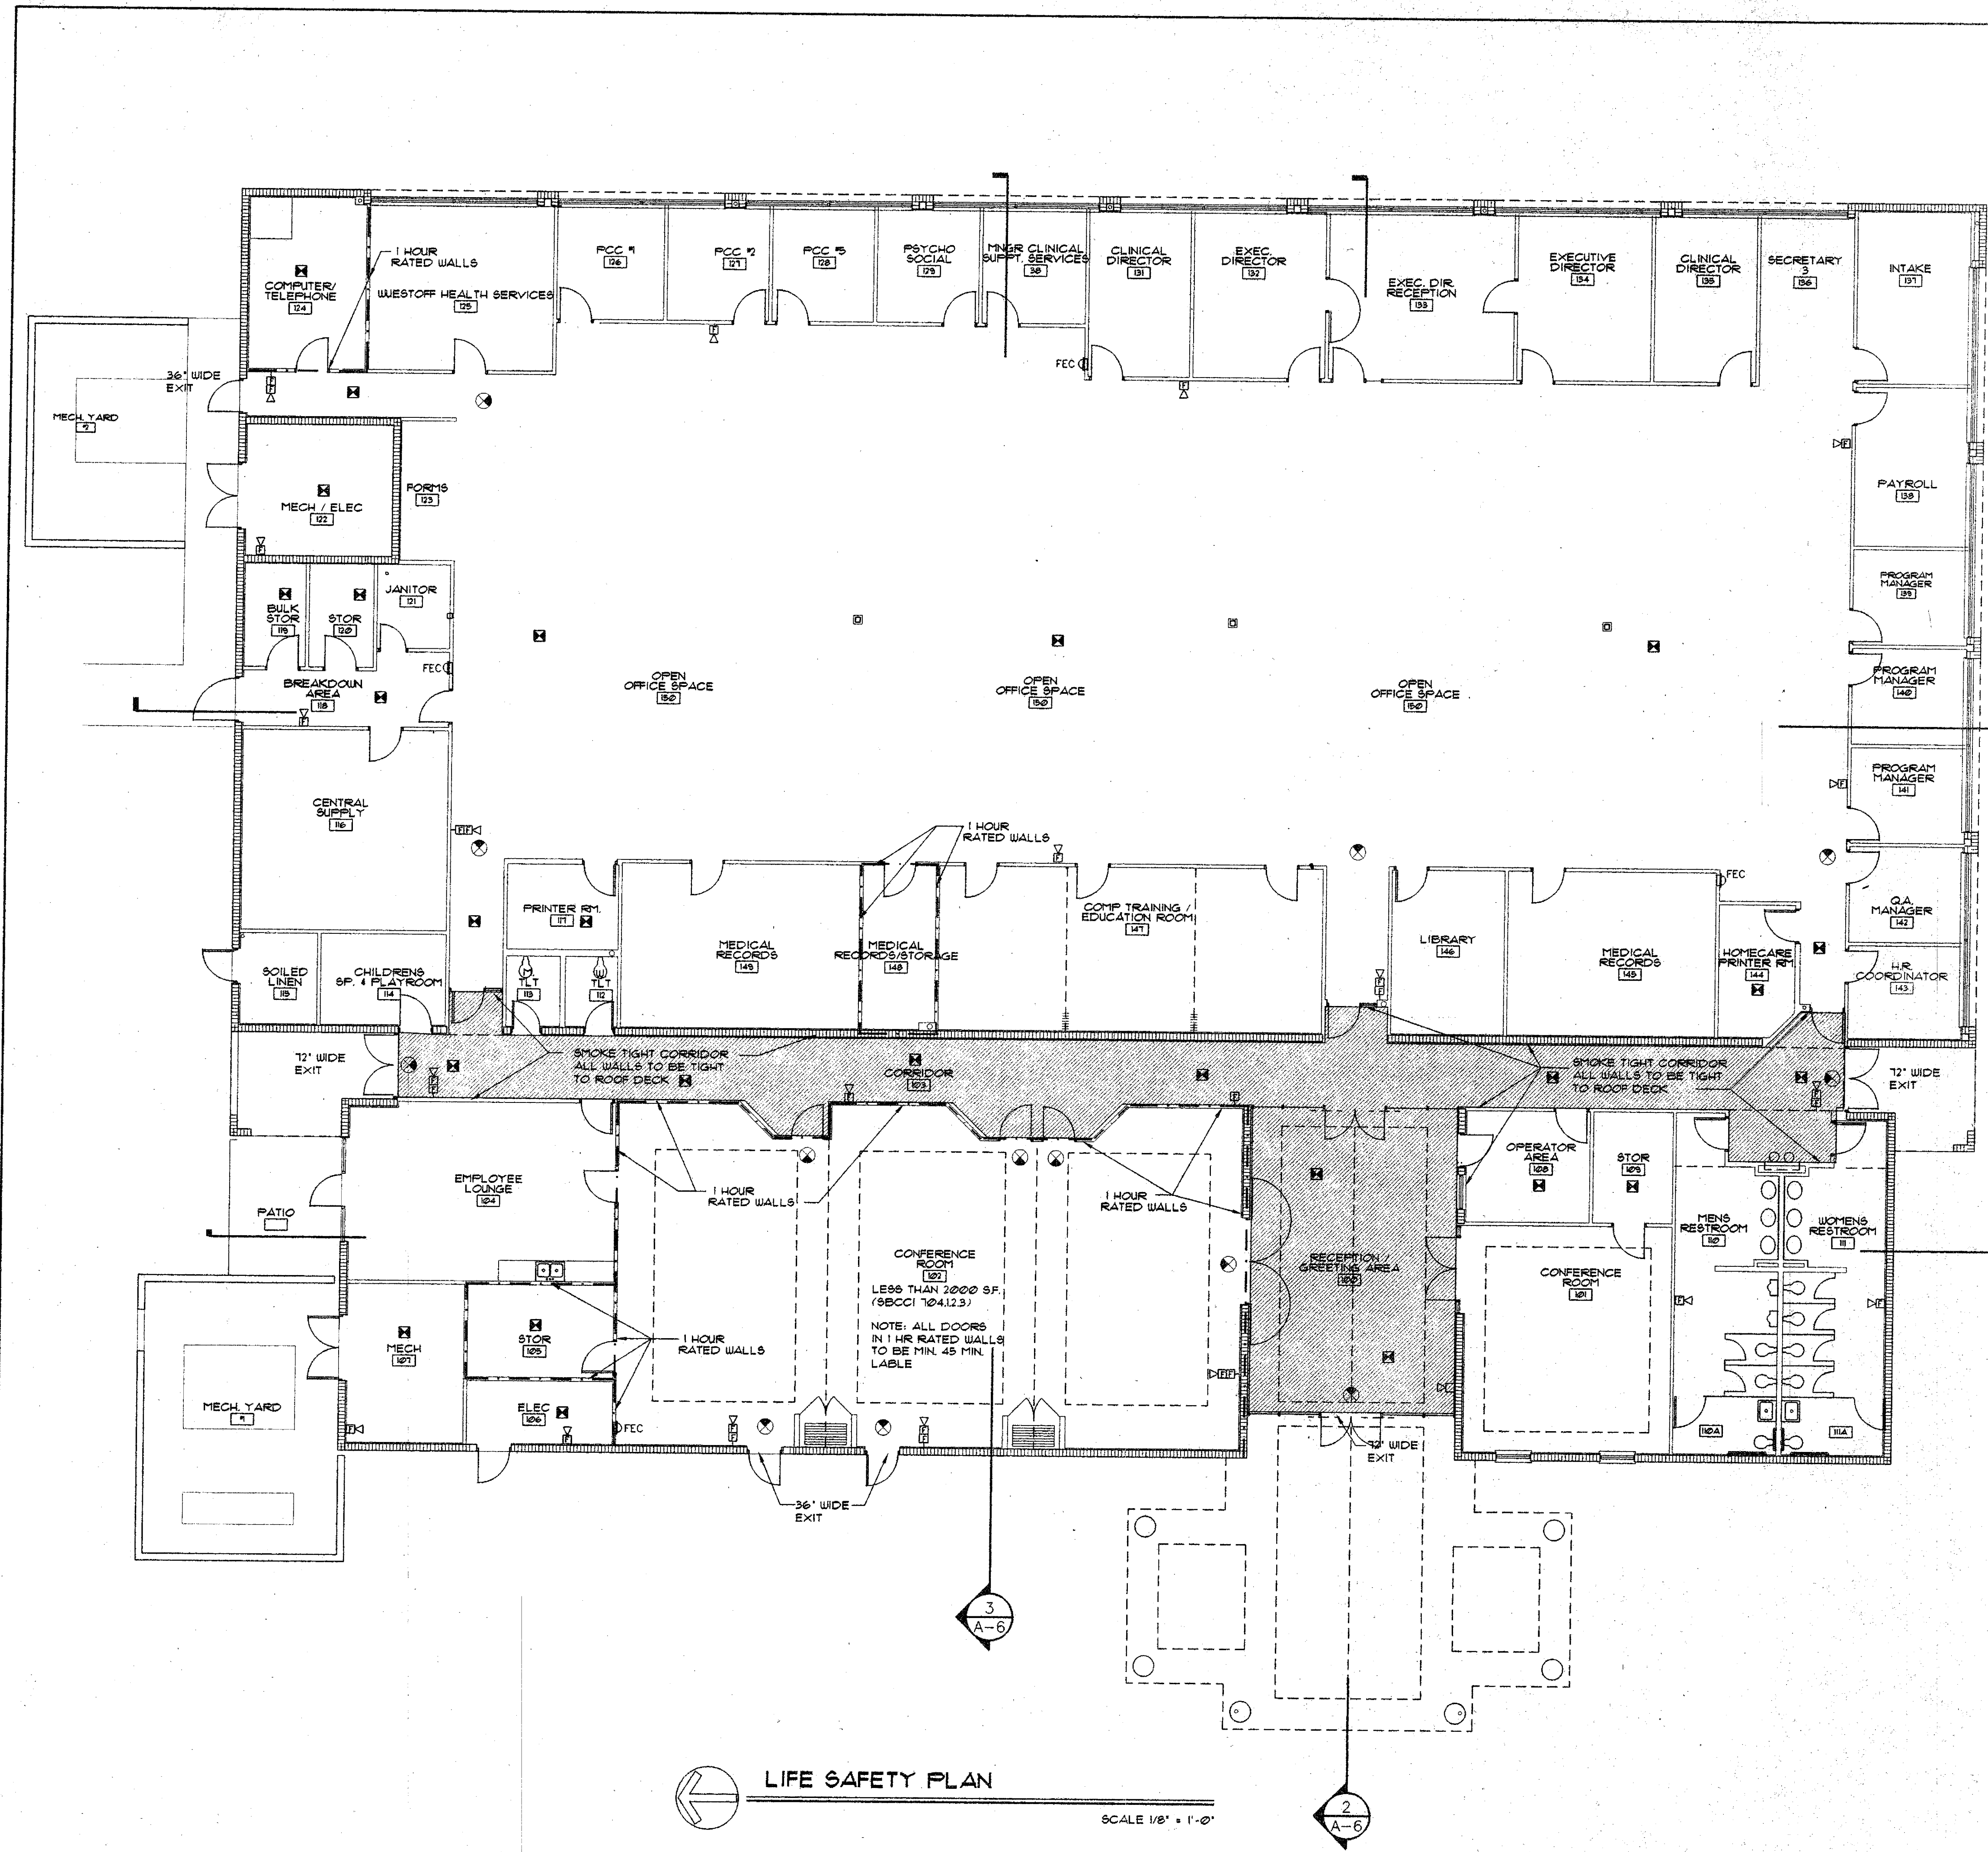 1 HOUR
RATED WALLS
COMPUTER/
TELEPHONE
124
WUESTOFF HEALTH SERVICES
125
PCC #1
126
PCC #2
127
128
PSYCHO
SOCIAL
129
MNGR CLINICAL
SUPPT. SERVICES
CLINICAL
DIRECTOR
131
EXEC.
DIRECTOR
132
EXEC. DIR.
RECEPTION
133
EXECUTIVE
DIRECTOR
134
CLINICAL
DIRECTOR
135
SECRETARY
3
136
INTAKE
137
FEC
36" WIDE
EXIT
MECH. YARD
MECH / ELEC
122
FORMS
123
PAYROLL
138
BULK
STOR
119
STOR
120
JANITOR
121
PROGRAM
MANAGER
139
FEC
BREAKDOWN
AREA
118
OPEN
OFFICE SPACE
150
OPEN
OFFICE SPACE
150
OPEN
OFFICE SPACE
150
PROGRAM
MANAGER
140
PROGRAM
MANAGER
141
CENTRAL
SUPPLY
116
1 HOUR
RATED WALLS
FEC
Q.A.
MANAGER
142
PRINTER RM.
117
MEDICAL
RECORDS
149
MEDICAL
RECORDS/STORAGE
148
COMP TRAINING /
EDUCATION ROOM
147
LIBRARY
146
MEDICAL
RECORDS
145
HOMECARE
PRINTER RM
144
H.R.
COORDINATOR
143
SOILED
LINEN
115
CHILDRENS
SP. & PLAYROOM
114
M.
TLT
113
W.
TLT
112
72" WIDE
EXIT
SMOKE TIGHT CORRIDOR
ALL WALLS TO BE TIGHT
TO ROOF DECK
CORRIDOR
103
SMOKE TIGHT CORRIDOR
ALL WALLS TO BE TIGHT
TO ROOF DECK
72" WIDE
EXIT
EMPLOYEE
LOUNGE
104
1 HOUR
RATED WALLS
1 HOUR
RATED WALLS
OPERATOR
AREA
108
STOR
109
PATIO
MENS
RESTROOM
110
WOMENS
RESTROOM
111
CONFERENCE
ROOM
102
LESS THAN 2000 S.F.
(SBCCI 704.1.2.3)
NOTE: ALL DOORS
IN 1 HR RATED WALLS
TO BE MIN. 45 MIN.
LABLE
RECEPTION /
GREETING AREA
100
CONFERENCE
ROOM
101
MECH
107
STOR
105
1 HOUR
RATED WALLS
MECH. YARD
ELEC
106
FEC
110A
111A
72" WIDE
EXIT
36" WIDE
EXIT
3
A-6
LIFE SAFETY PLAN
SCALE 1/8" = 1'-0"
2
A-6